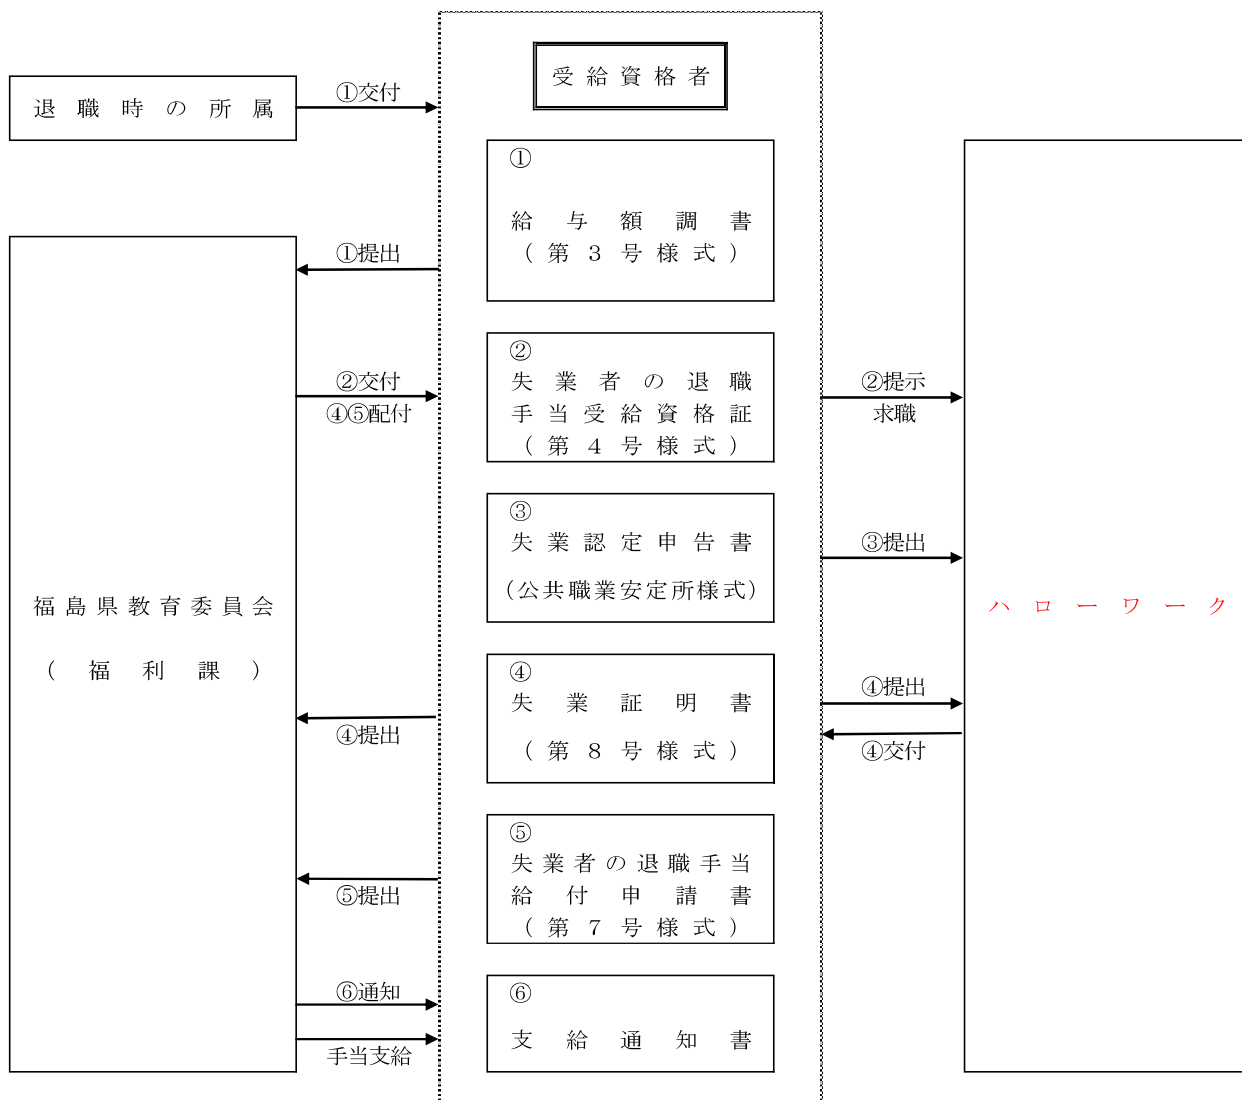 受給資格者
退職時の所属
①交付
①
給与額調書
（第３号様式）
①提出
②
失業者の退職
手当受給資格証
（第４号様式）
②交付
④⑤配付
②提示
求職
③
失業認定申告書
（公共職業安定所様式）
③提出
福島県教育委員会
（福利課）
ハローワーク
④
失業証明書
（第８号様式）
④提出
④提出
④交付
⑤
失業者の退職手当
給付申請書
（第７号様式）
⑤提出
⑥通知
手当支給
⑥
支給通知書